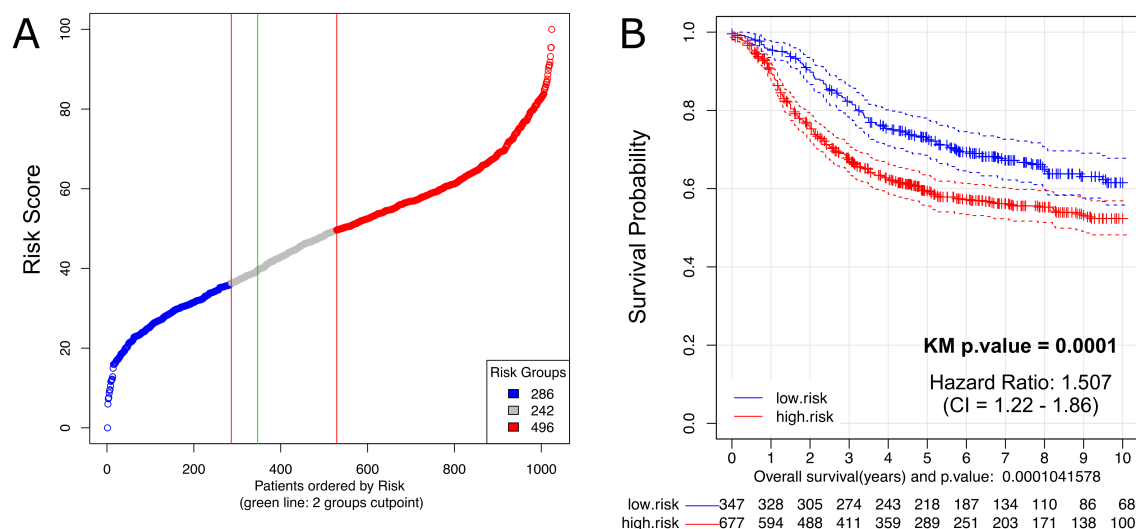 A
Risk Score
100
80
60
40
20
0
Risk Groups
286
242
496
0 200 400 600 800 1000
Patients ordered by Risk
(green line: 2 groups cutpoint)
B
Survival Probability
1.0
0.8
0.6
0.4
0.2
0.0
KM p.value = 0.0001
Hazard Ratio: 1.507
(CI = 1.22 - 1.86)
low.risk
high.risk
0 1 2 3 4 5 6 7 8 9 10
Overall survival(years) and p.value: 0.0001041578
low.risk 347 328 305 274 243 218 187 134 110 86 68
high.risk 677 594 488 411 359 289 251 203 171 138 100